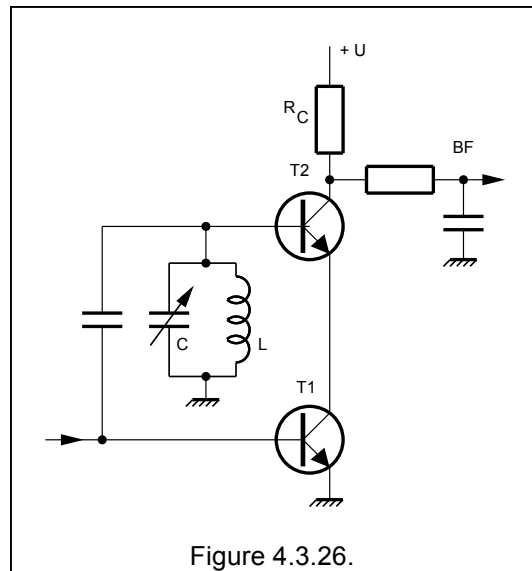 + U
R C
T2
BF
C
L
T1
Figure 4.3.26.